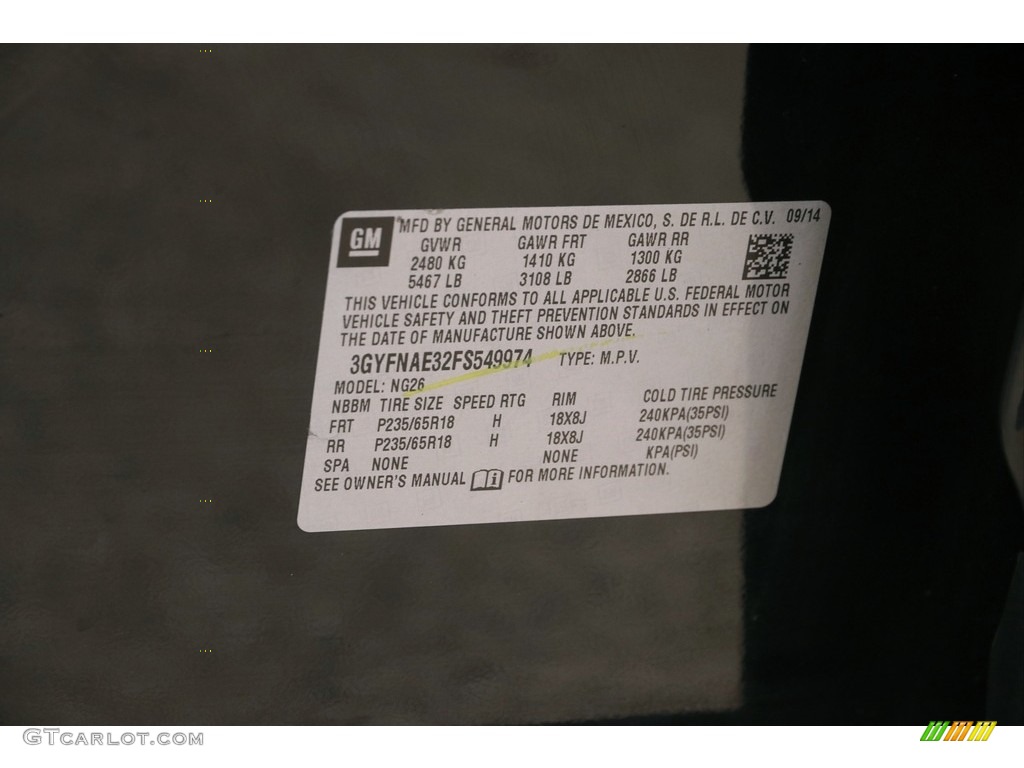 GM
MFD BY GENERAL MOTORS DE MEXICO, S. DE R.L. DE C.V. 09/14
GVWR GAWR FRT GAWR RR
2480 KG 1410 KG 1300 KG
5467 LB 3108 LB 2866 LB
THIS VEHICLE CONFORMS TO ALL APPLICABLE U.S. FEDERAL MOTOR
VEHICLE SAFETY AND THEFT PREVENTION STANDARDS IN EFFECT ON
THE DATE OF MANUFACTURE SHOWN ABOVE.
3GYFNAE32FS549974 TYPE: M.P.V.
MODEL: NG26
NBBM TIRE SIZE SPEED RTG RIM COLD TIRE PRESSURE
FRT P235/65R18 H 18X8J 240KPA(35PSI)
RR P235/65R18 H 18X8J 240KPA(35PSI)
SPA NONE NONE KPA(PSI)
SEE OWNER'S MANUAL i FOR MORE INFORMATION.
GTcarlot.com